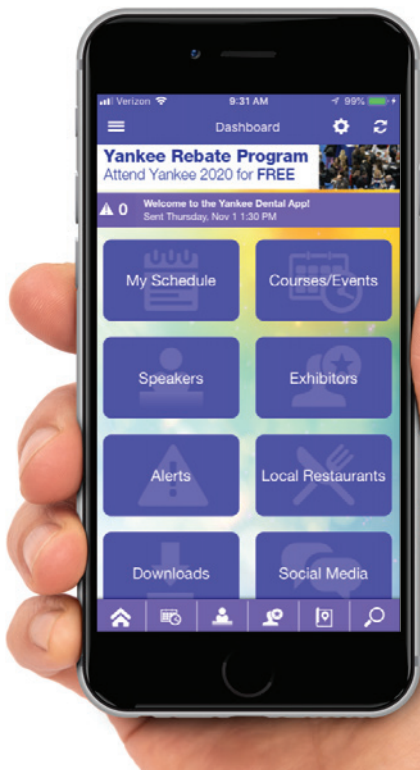 Verizon 9:31 AM 99%
Dashboard
Yankee Rebate Program
Attend Yankee 2020 for FREE
0 Welcome to the Yankee Dental App!
Sent Thursday, Nov 1 1:30 PM
My Schedule Courses/Events
Speakers Exhibitors
Alerts Local Restaurants
Downloads Social Media